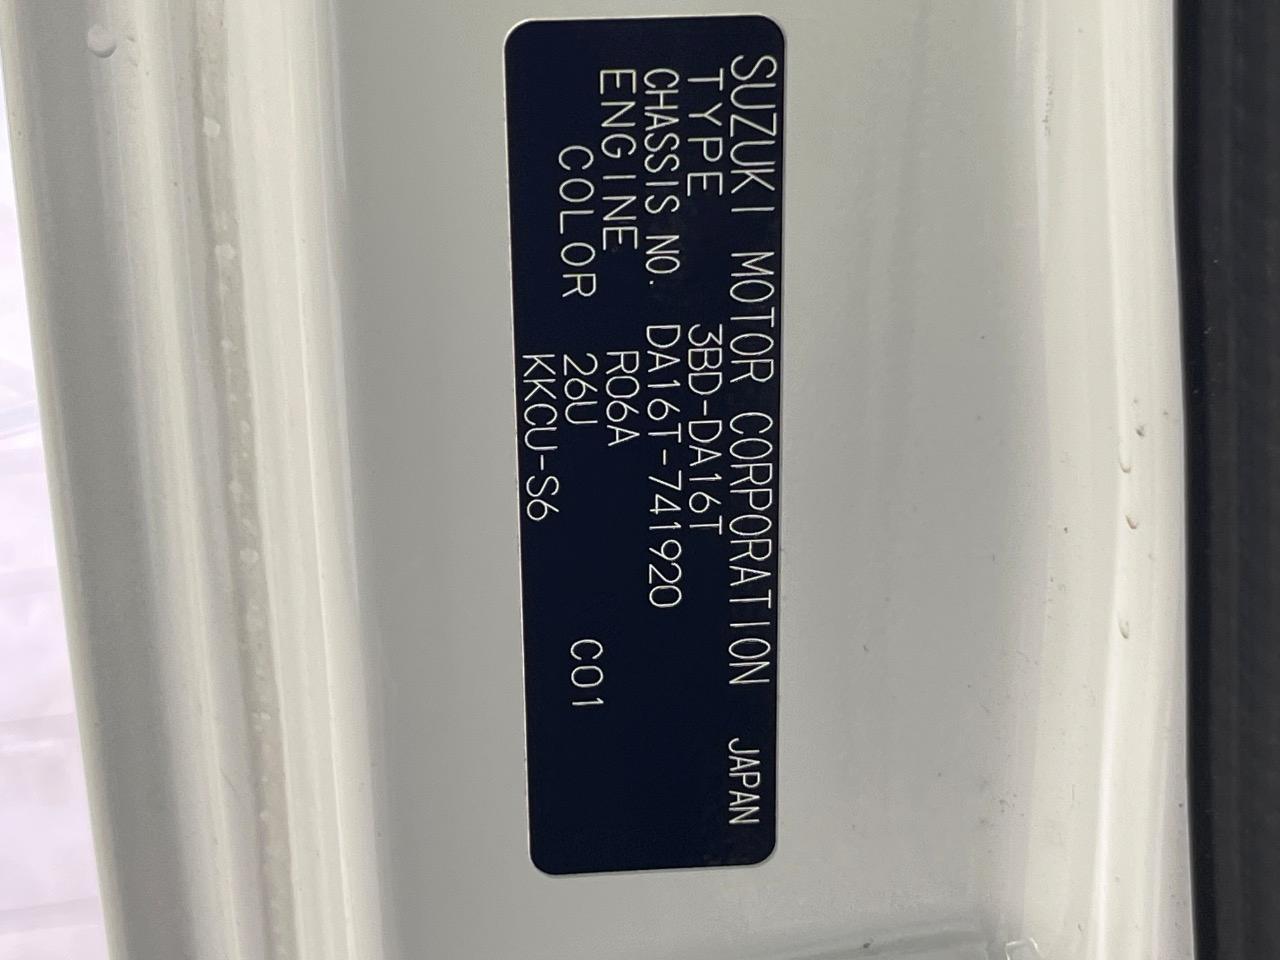 SUZUKI MOTOR CORPORATION JAPAN
TYPE 3BD-DA16T
CHASSIS NO. DA16T-741920
ENGINE R06A
COLOR 26U C01
KKCU-S6